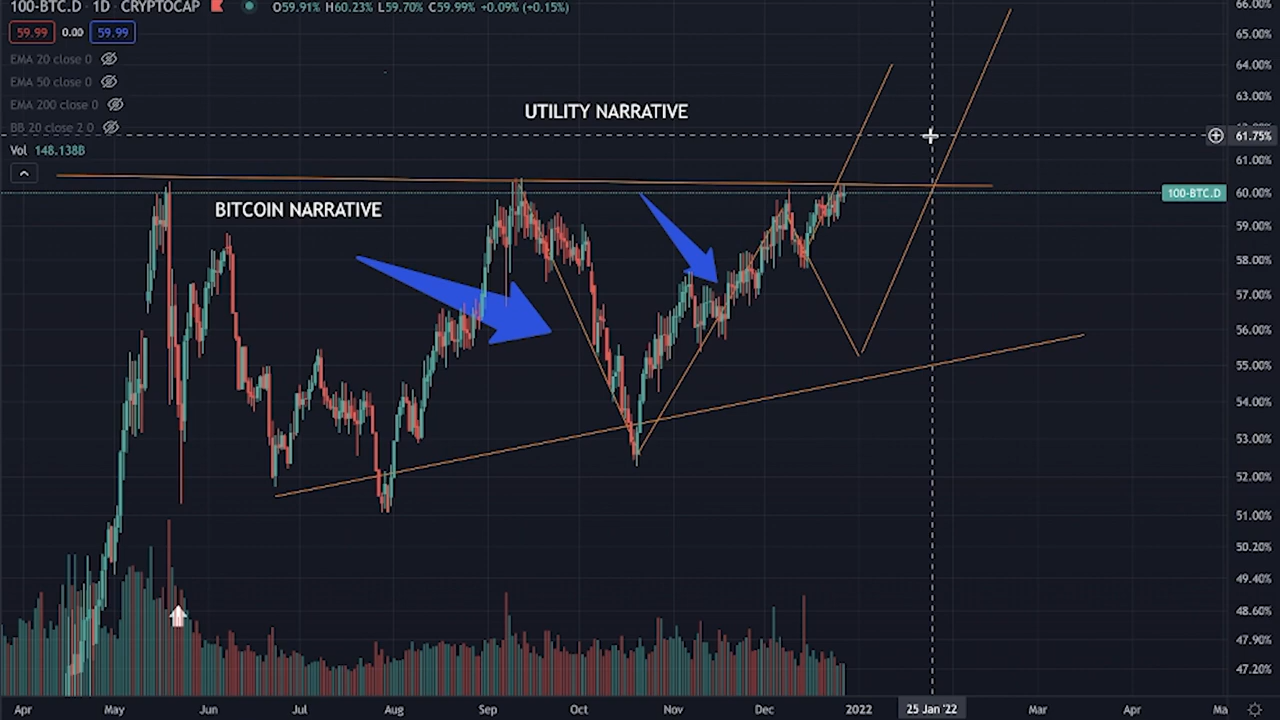 100-BTC.D · 1D · CRYPTOCAP O59.91% H60.23% L59.70% C59.99% +0.09% (+0.15%)
59.99 0.00 59.99
EMA 20 close 0
EMA 50 close 0
EMA 200 close 0
BB 20 close 2 0
Vol 148.138B
UTILITY NARRATIVE
BITCOIN NARRATIVE
66.00%
65.00%
64.00%
63.00%
61.75%
61.00%
100-BTC.D 60.00%
59.00%
58.00%
57.00%
56.00%
55.00%
54.00%
53.00%
52.00%
51.00%
50.20%
49.40%
48.60%
47.90%
47.20%
Apr May Jun Jul Aug Sep Oct Nov Dec 2022 25 Jan '22 Mar Apr Ma